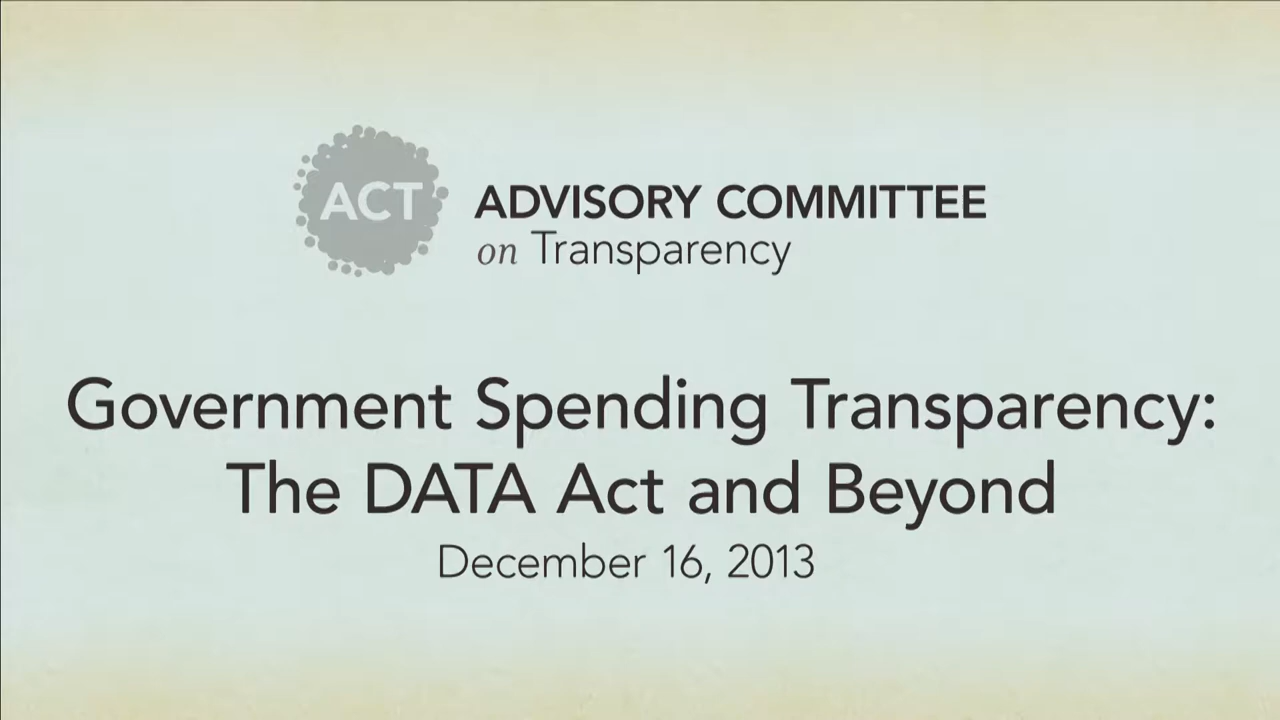 ACT
ADVISORY COMMITTEE
on Transparency
Government Spending Transparency:
The DATA Act and Beyond
December 16, 2013